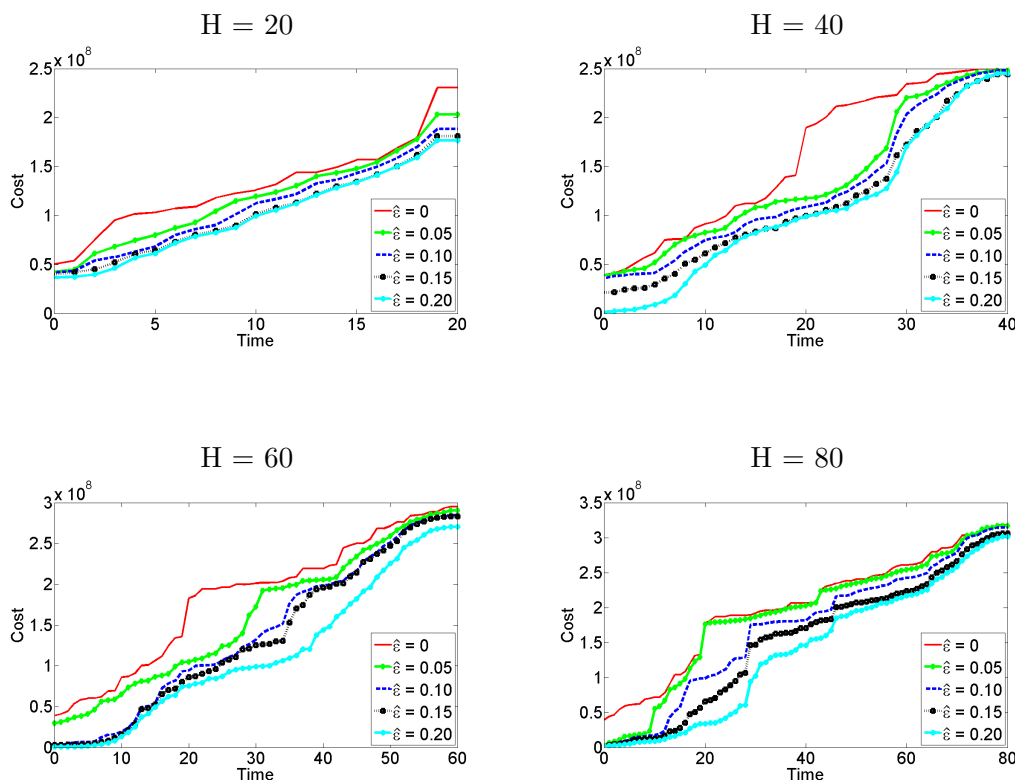 H = 20
× 10^8
2.5
2
1.5
1
0.5
0
Cost
0 5 10 15 20
Time
ε̂ = 0
ε̂ = 0.05
ε̂ = 0.10
ε̂ = 0.15
ε̂ = 0.20
H = 40
× 10^8
2.5
2
1.5
1
0.5
0
Cost
0 10 20 30 40
Time
ε̂ = 0
ε̂ = 0.05
ε̂ = 0.10
ε̂ = 0.15
ε̂ = 0.20
H = 60
× 10^8
3
2.5
2
1.5
1
0.5
0
Cost
0 10 20 30 40 50 60
Time
ε̂ = 0
ε̂ = 0.05
ε̂ = 0.10
ε̂ = 0.15
ε̂ = 0.20
H = 80
× 10^8
3.5
3
2.5
2
1.5
1
0.5
0
Cost
0 20 40 60 80
Time
ε̂ = 0
ε̂ = 0.05
ε̂ = 0.10
ε̂ = 0.15
ε̂ = 0.20